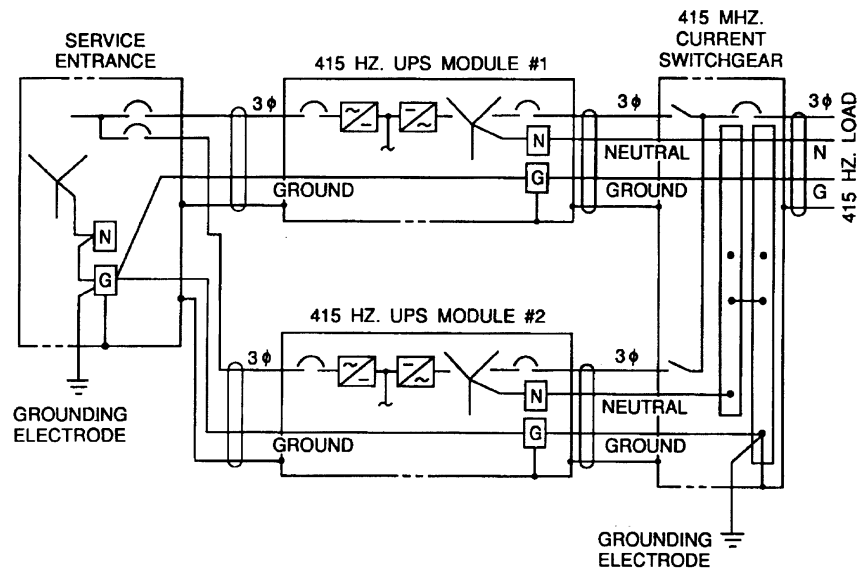 415 MHZ.
CURRENT
SWITCHGEAR
SERVICE
ENTRANCE
415 HZ. UPS MODULE #1
3ϕ
3ϕ
3ϕ
N
NEUTRAL
N
GROUND
G
GROUND
G
415 HZ. LOAD
N
G
415 HZ. UPS MODULE #2
3ϕ
3ϕ
GROUNDING
ELECTRODE
N
NEUTRAL
GROUND
G
GROUND
GROUNDING
ELECTRODE